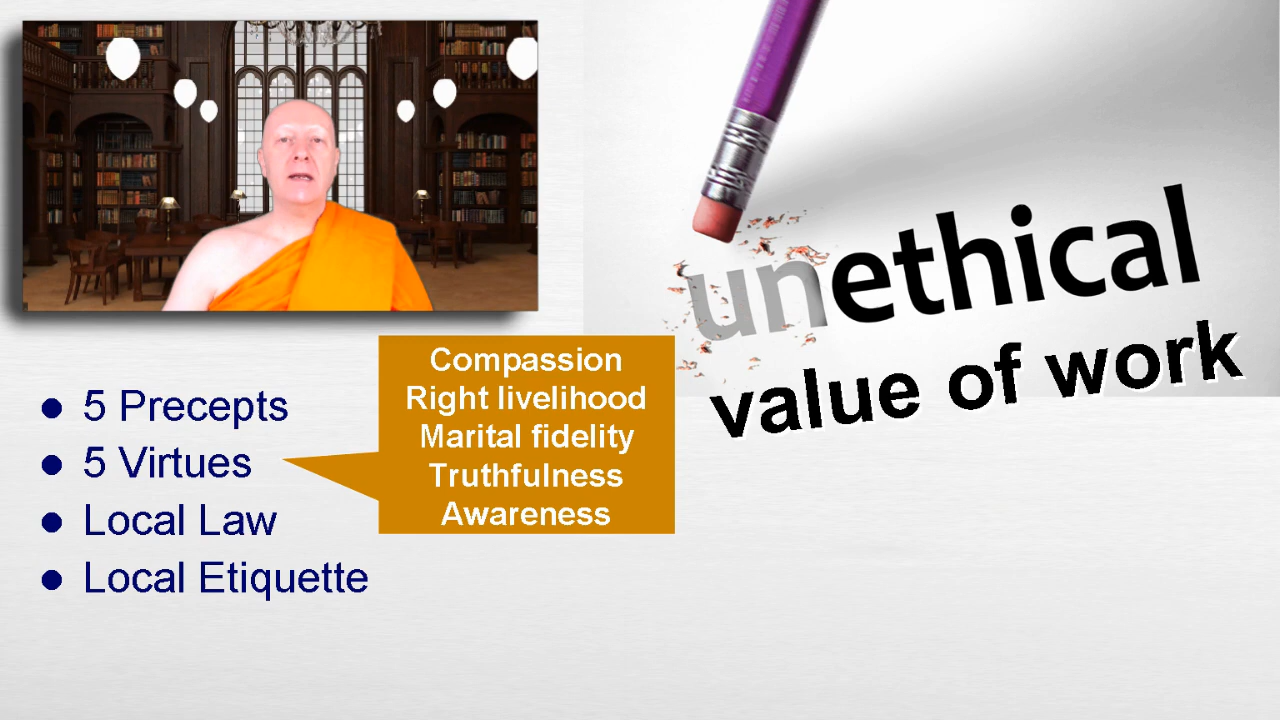 unethical
value of work
5 Precepts
5 Virtues
Local Law
Local Etiquette
Compassion
Right livelihood
Marital fidelity
Truthfulness
Awareness